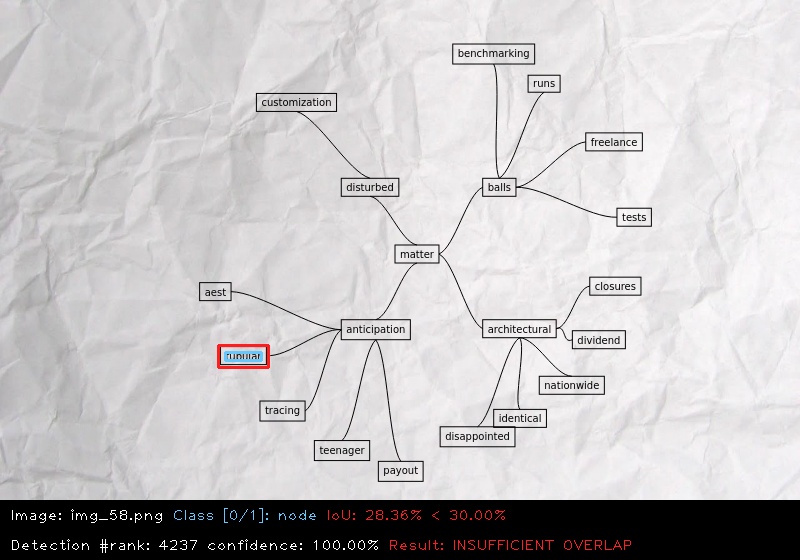 benchmarking
runs
customization
freelance
disturbed
balls
tests
matter
closures
aest
anticipation
architectural
dividend
nationwide
tracing
identical
disappointed
teenager
payout
Image: img_58.png Class [0/1]: node IoU: 28.36% < 30.00%
Detection #rank: 4237 confidence: 100.00% Result: INSUFFICIENT OVERLAP